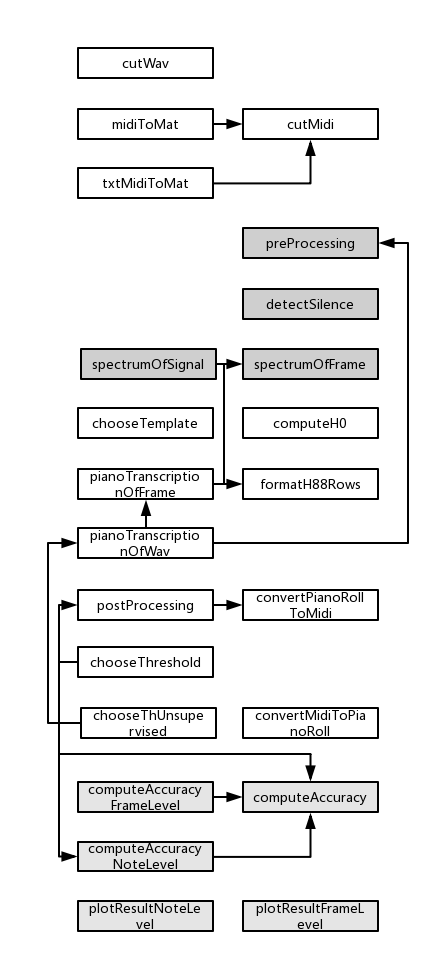 cutWav
midiToMat
cutMidi
txtMidiToMat
preProcessing
detectSilence
spectrumOfSignal
spectrumOfFrame
chooseTemplate
computeH0
pianoTranscriptio
nOfFrame
formatH88Rows
pianoTranscriptio
nOfWav
postProcessing
convertPianoRoll
ToMidi
chooseThreshold
chooseThUnsupe
rvised
convertMidiToPia
noRoll
computeAccuracy
FrameLevel
computeAccuracy
computeAccuracy
NoteLevel
plotResultNoteLe
vel
plotResultFrameL
evel